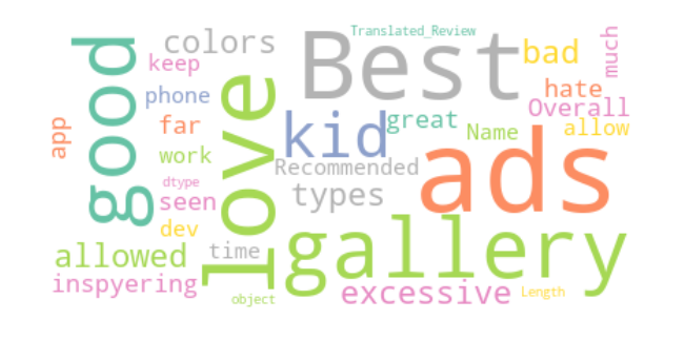 Translated_Review
good
colors
keep
phone
app
far
work
dtype
seen
dev
allowed
time
inspyering
object
love
Best
kid
great
Recommended
types
gallery
excessive
Length
ads
bad
hate
much
Overall
Name
allow